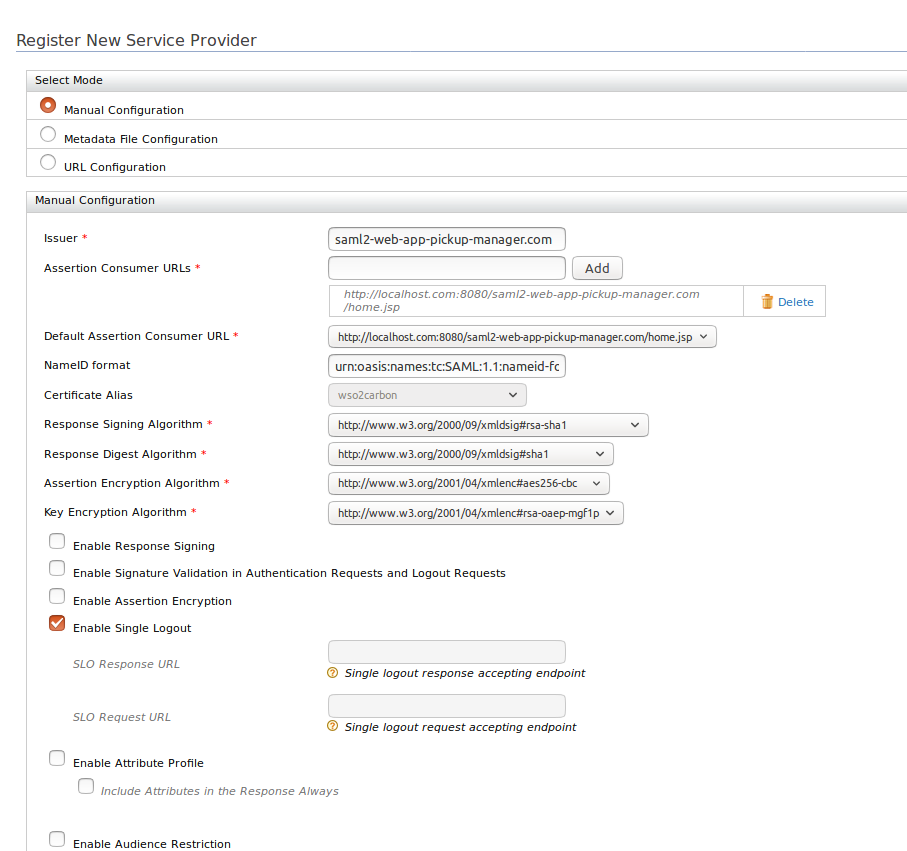 Register New Service Provider
Select Mode
Manual Configuration
Metadata File Configuration
URL Configuration
Manual Configuration
Issuer * saml2-web-app-pickup-manager.com
Assertion Consumer URLs * Add
http://localhost.com:8080/saml2-web-app-pickup-manager.com
/home.jsp
Delete
Default Assertion Consumer URL * http://localhost.com:8080/saml2-web-app-pickup-manager.com/home.jsp
NameID format urn:oasis:names:tc:SAML:1.1:nameid-fc
Certificate Alias wso2carbon
Response Signing Algorithm * http://www.w3.org/2000/09/xmldsig#rsa-sha1
Response Digest Algorithm * http://www.w3.org/2000/09/xmldsig#sha1
Assertion Encryption Algorithm * http://www.w3.org/2001/04/xmlenc#aes256-cbc
Key Encryption Algorithm * http://www.w3.org/2001/04/xmlenc#rsa-oaep-mgf1p
Enable Response Signing
Enable Signature Validation in Authentication Requests and Logout Requests
Enable Assertion Encryption
Enable Single Logout
SLO Response URL
Single logout response accepting endpoint
SLO Request URL
Single logout request accepting endpoint
Enable Attribute Profile
Include Attributes in the Response Always
Enable Audience Restriction